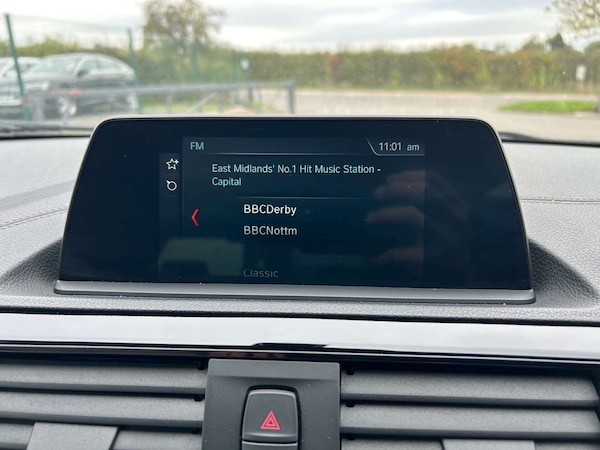 FM
11:01 am
East Midlands' No.1 Hit Music Station -
Capital
BBCDerby
BBCNottm
Classic